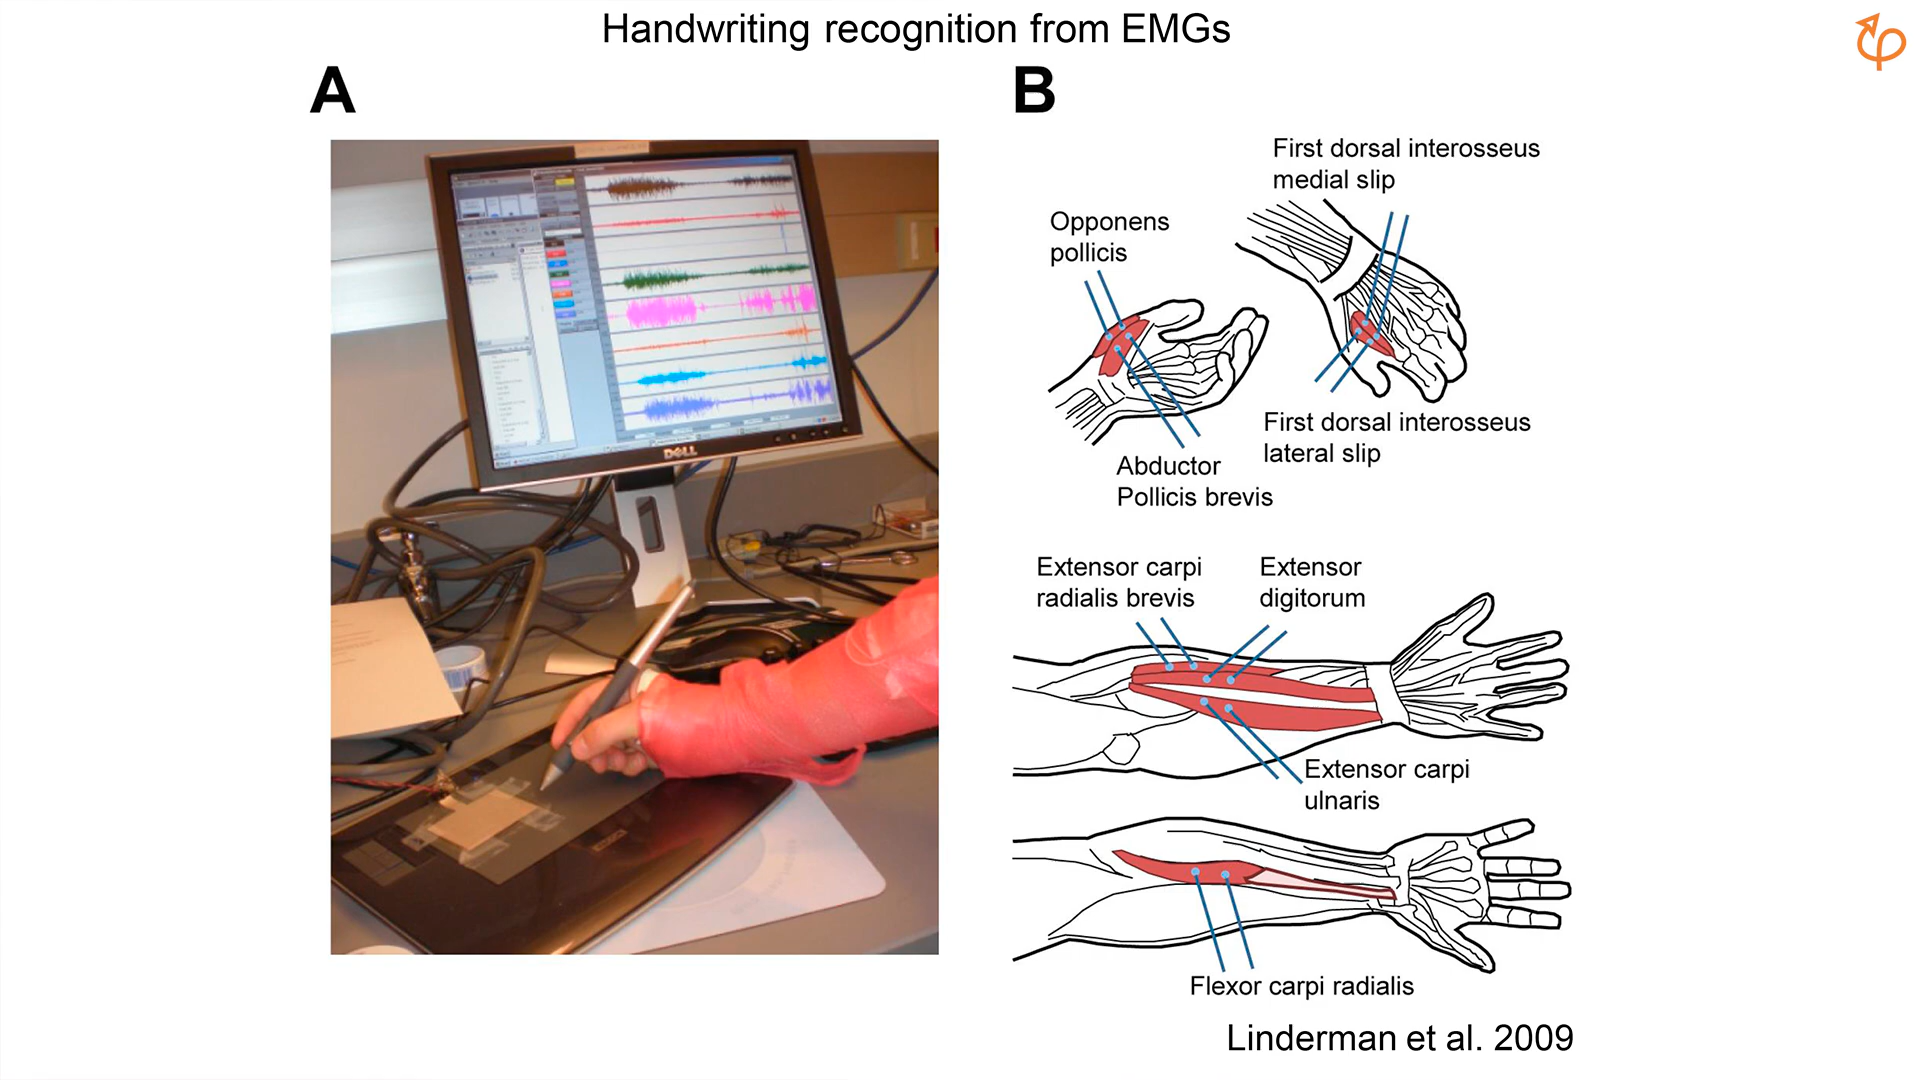 Handwriting recognition from EMGs
A
B
DELL
First dorsal interosseus
medial slip
Opponens
pollicis
First dorsal interosseus
lateral slip
Abductor
Pollicis brevis
Extensor carpi
radialis brevis
Extensor
digitorum
Extensor carpi
ulnaris
Flexor carpi radialis
Linderman et al. 2009